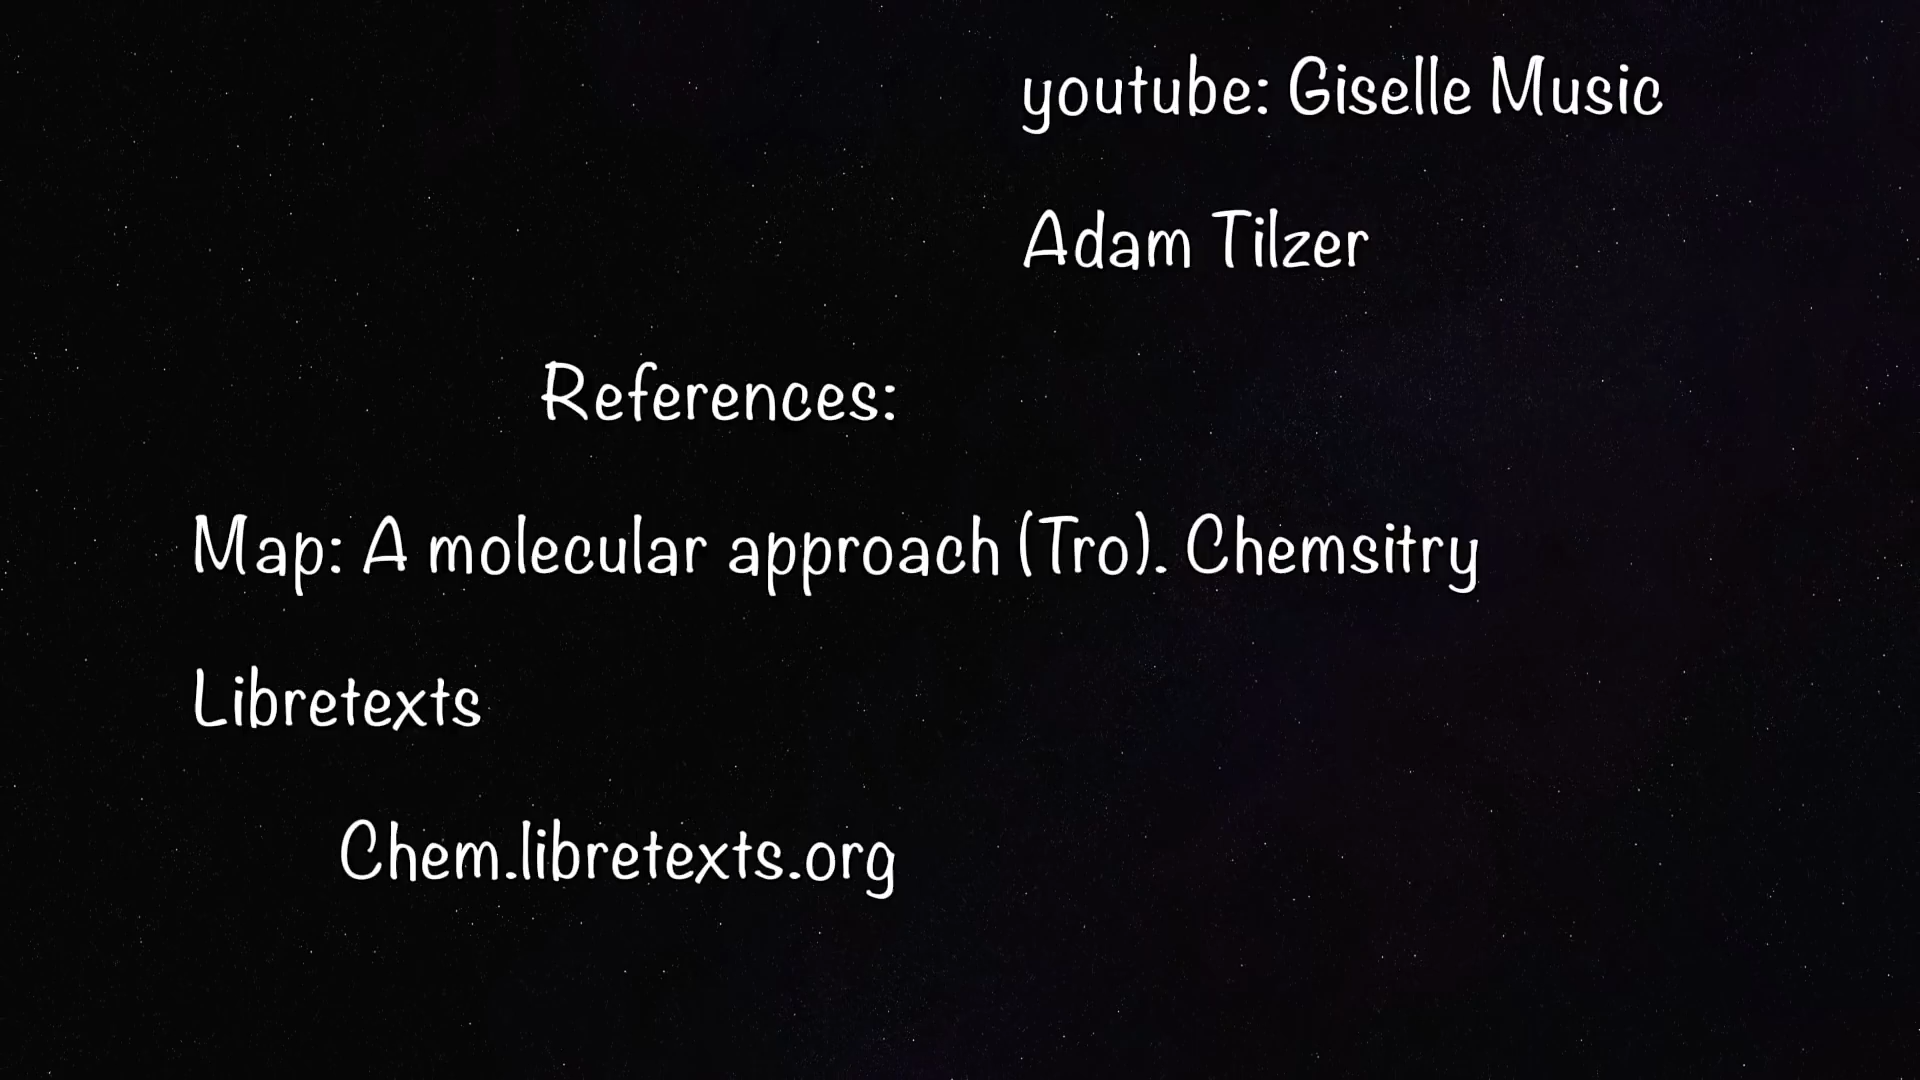 youtube: Giselle Music
Adam Tilzer
References:
Map: A molecular approach (Tro). Chemsitry
Libretexts
Chem.libretexts.org